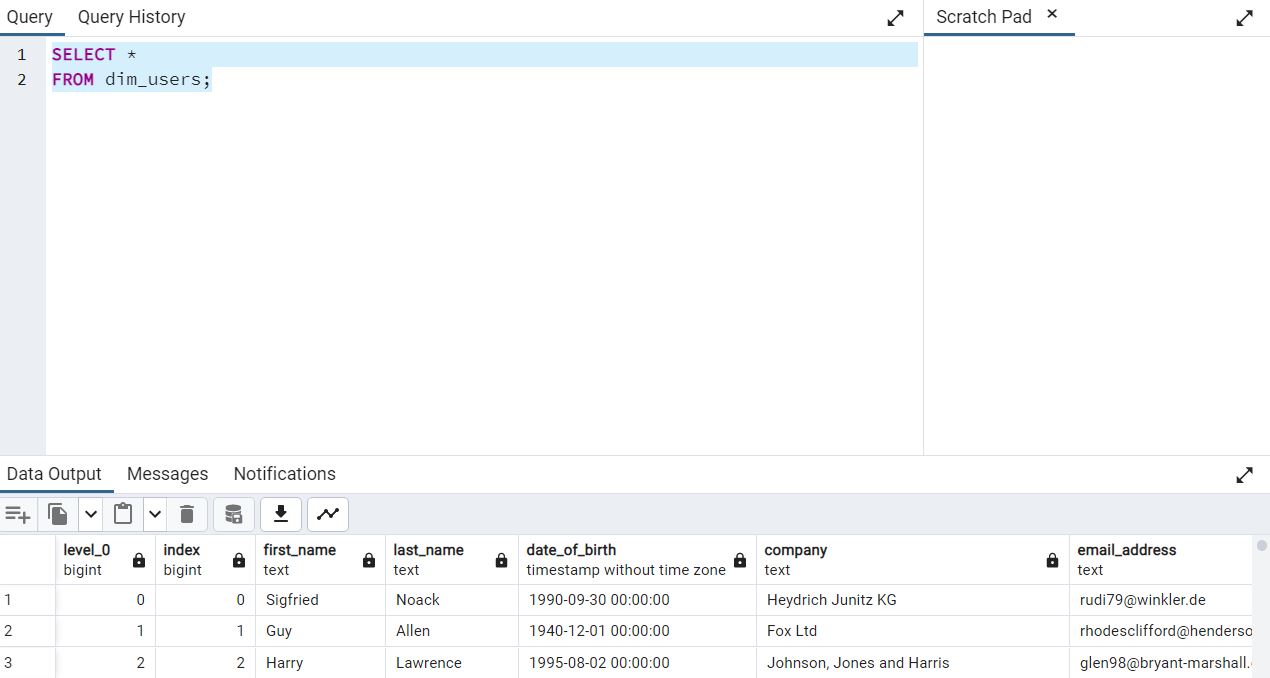 Query Query History Scratch Pad ×
1 SELECT *
2 FROM dim_users;
Data Output Messages Notifications
level_0 index first_name last_name date_of_birth company email_address
bigint bigint text text timestamp without time zone text text
1 0 0 Sigfried Noack 1990-09-30 00:00:00 Heydrich Junitz KG rudi79@winkler.de
2 1 1 Guy Allen 1940-12-01 00:00:00 Fox Ltd rhodesclifford@henderso
3 2 2 Harry Lawrence 1995-08-02 00:00:00 Johnson, Jones and Harris glen98@bryant-marshall.